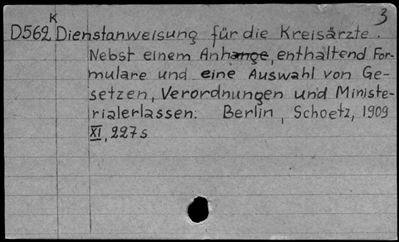 K 3
D562 Dienstanweisung für die Kreisärzte.
Nebst einem Anhange, enthaltend For-
mulare und eine Auswahl von Ge-
setzen, Verordnungen und Ministe-
rialerlassen. Berlin, Schoetz, 1909
XI, 227s